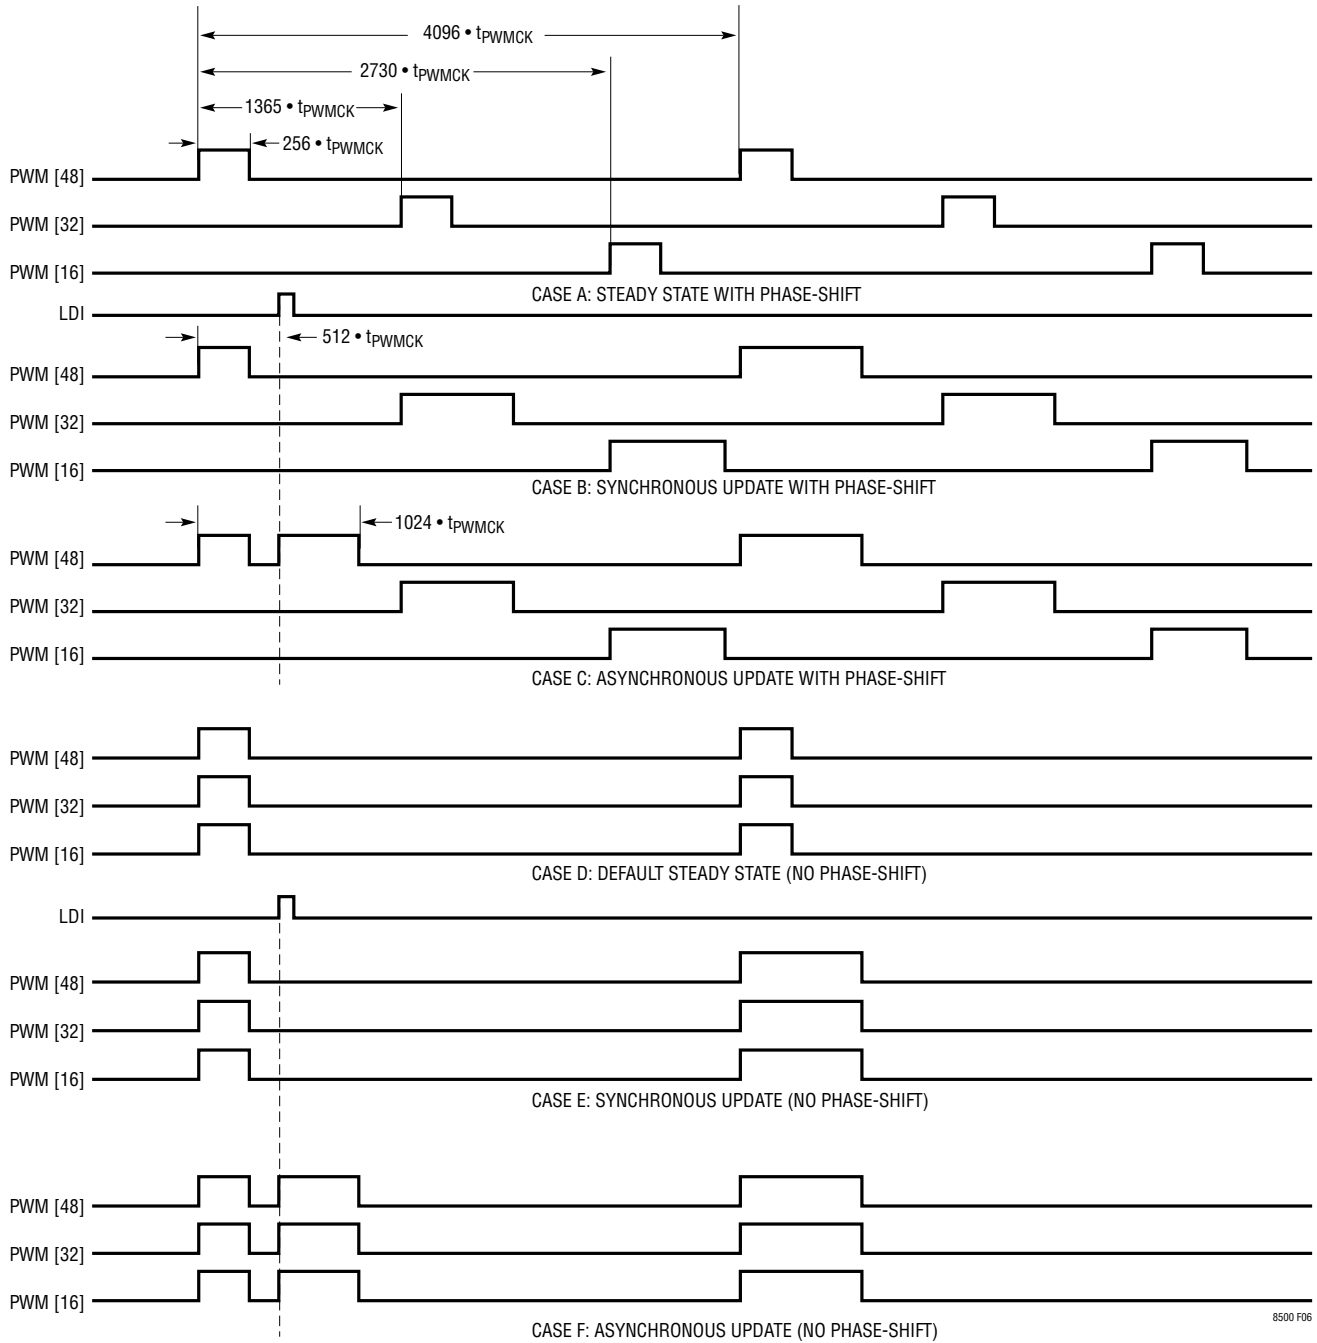 4096 • tPWMCK
2730 • tPWMCK
1365 • tPWMCK
256 • tPWMCK
PWM [48]
PWM [32]
PWM [16]
CASE A: STEADY STATE WITH PHASE-SHIFT
LDI
512 • tPWMCK
PWM [48]
PWM [32]
PWM [16]
CASE B: SYNCHRONOUS UPDATE WITH PHASE-SHIFT
1024 • tPWMCK
PWM [48]
PWM [32]
PWM [16]
CASE C: ASYNCHRONOUS UPDATE WITH PHASE-SHIFT
PWM [48]
PWM [32]
PWM [16]
CASE D: DEFAULT STEADY STATE (NO PHASE-SHIFT)
LDI
PWM [48]
PWM [32]
PWM [16]
CASE E: SYNCHRONOUS UPDATE (NO PHASE-SHIFT)
PWM [48]
PWM [32]
PWM [16]
8500 F06
CASE F: ASYNCHRONOUS UPDATE (NO PHASE-SHIFT)